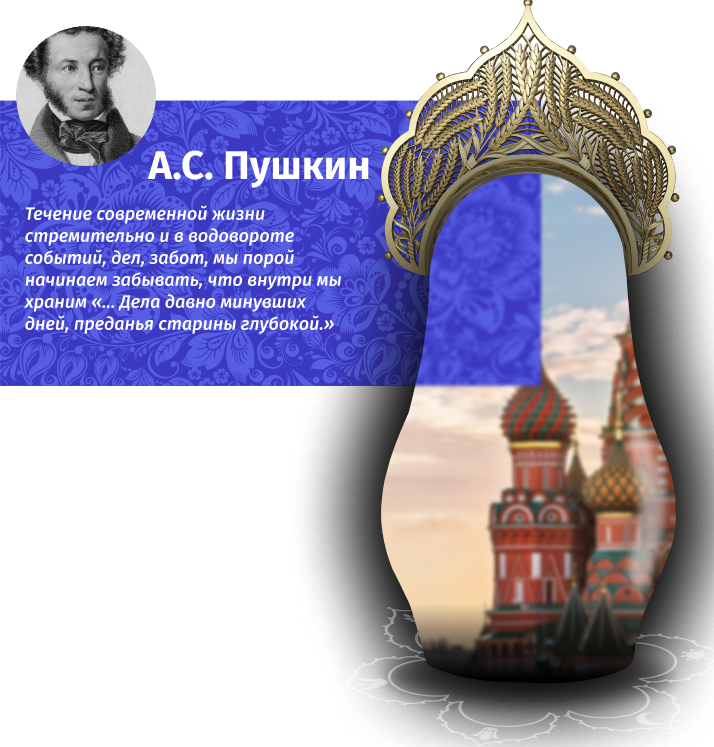 А.С. Пушкин
Течение современной жизни
стремительно и в водовороте
событий, дел, забот, мы порой
начинаем забывать, что внутри мы
храним «... Дела давно минувших
дней, преданья старины глубокой.»